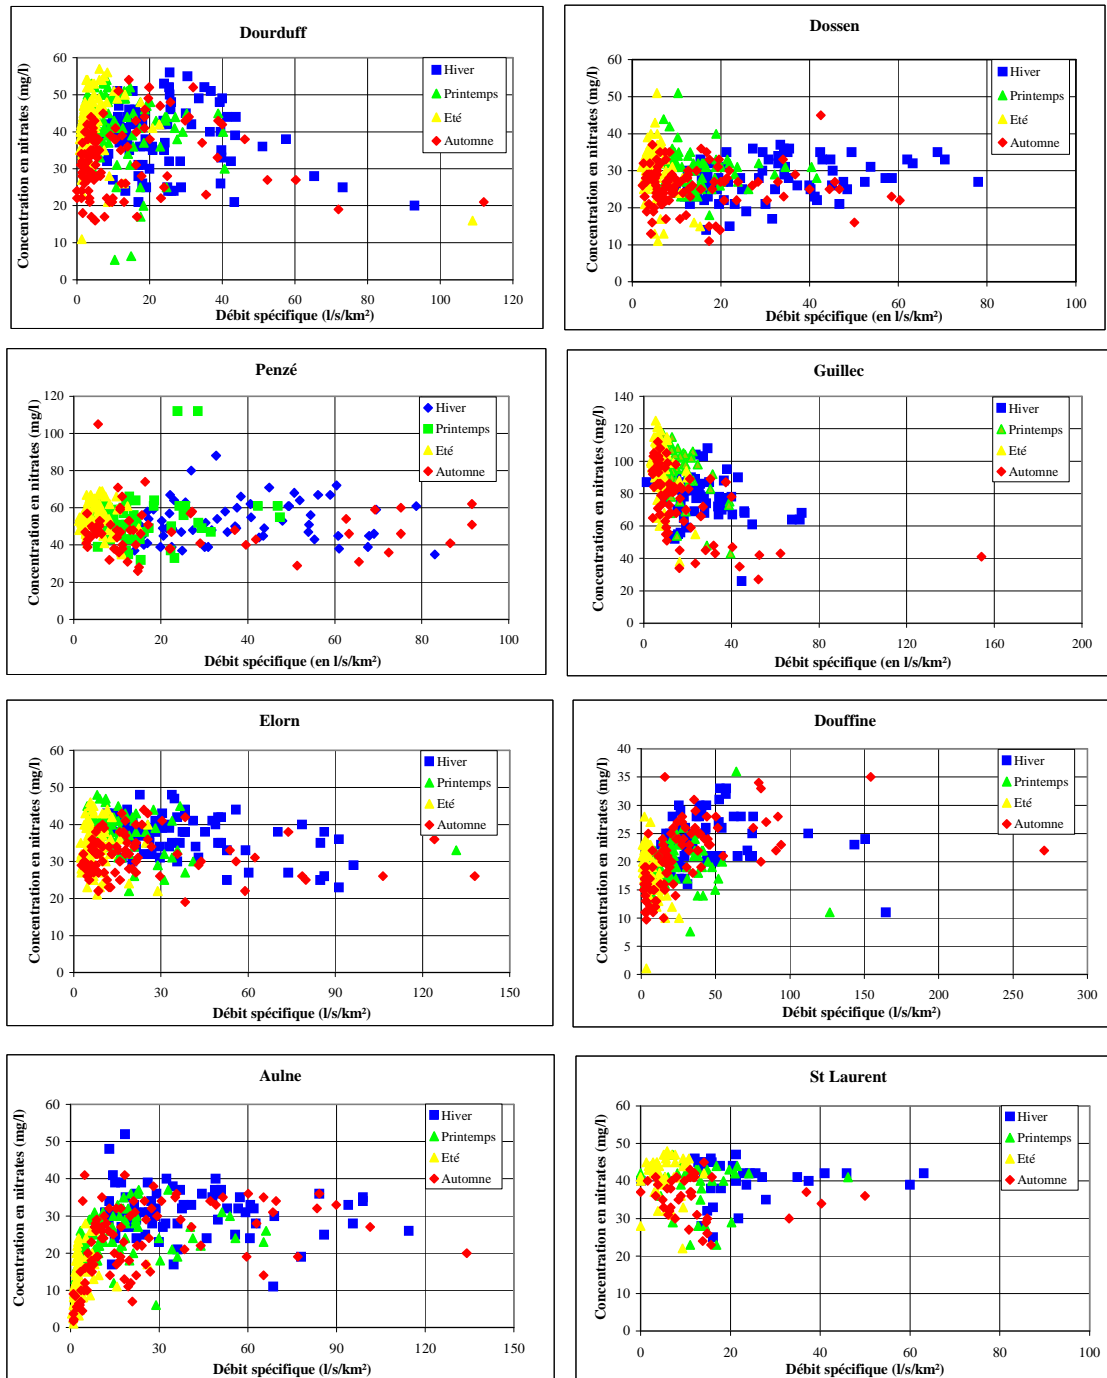 Dourduff
Concentration en nitrates (mg/l)
60
50
40
30
20
10
0
0 20 40 60 80 100 120
Débit spécifique (l/s/km²)
Hiver
Printemps
Eté
Automne
Dossen
Concentration en nitrates (mg/l)
60
50
40
30
20
10
0
0 20 40 60 80 100
Débit spécifique (en l/s/km²)
Hiver
Printemps
Eté
Automne
Penzé
Concentration en nitrates (mg/l)
120
100
80
60
40
20
0
0 20 40 60 80 100
Débit spécifique (en l/s/km²)
Hiver
Printemps
Eté
Automne
Guillec
Concentration en nitrates (mg/l)
140
120
100
80
60
40
20
0
0 40 80 120 160 200
Débit spécifique (en l/s/km²)
Hiver
Printemps
Eté
Automne
Elorn
Concentration en nitrates (mg/l)
60
50
40
30
20
10
0
0 30 60 90 120 150
Débit spécifique (l/s/km²)
Hiver
Printemps
Eté
Automne
Douffine
Concentration en nitrates (mg/l)
40
35
30
25
20
15
10
5
0
0 50 100 150 200 250 300
Débit spécifique (l/s/km²)
Hiver
Printemps
Eté
Automne
Aulne
Cocentration en nitrates (mg/l)
60
50
40
30
20
10
0
0 30 60 90 120 150
Débit spécifique (l/s/km²)
Hiver
Printemps
Eté
Automne
St Laurent
Concentration en nitrates (mg/l)
60
50
40
30
20
10
0
0 20 40 60 80 100
Débit spécifique (l/s/km²)
Hiver
Printemps
Eté
Automne